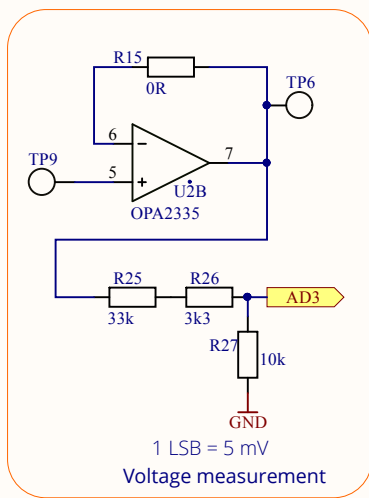 R15
0R
TP6
6
7
TP9
5
U2B
OPA2335
R25
R26
AD3
33k
3k3
R27
10k
GND
1 LSB = 5 mV
Voltage measurement